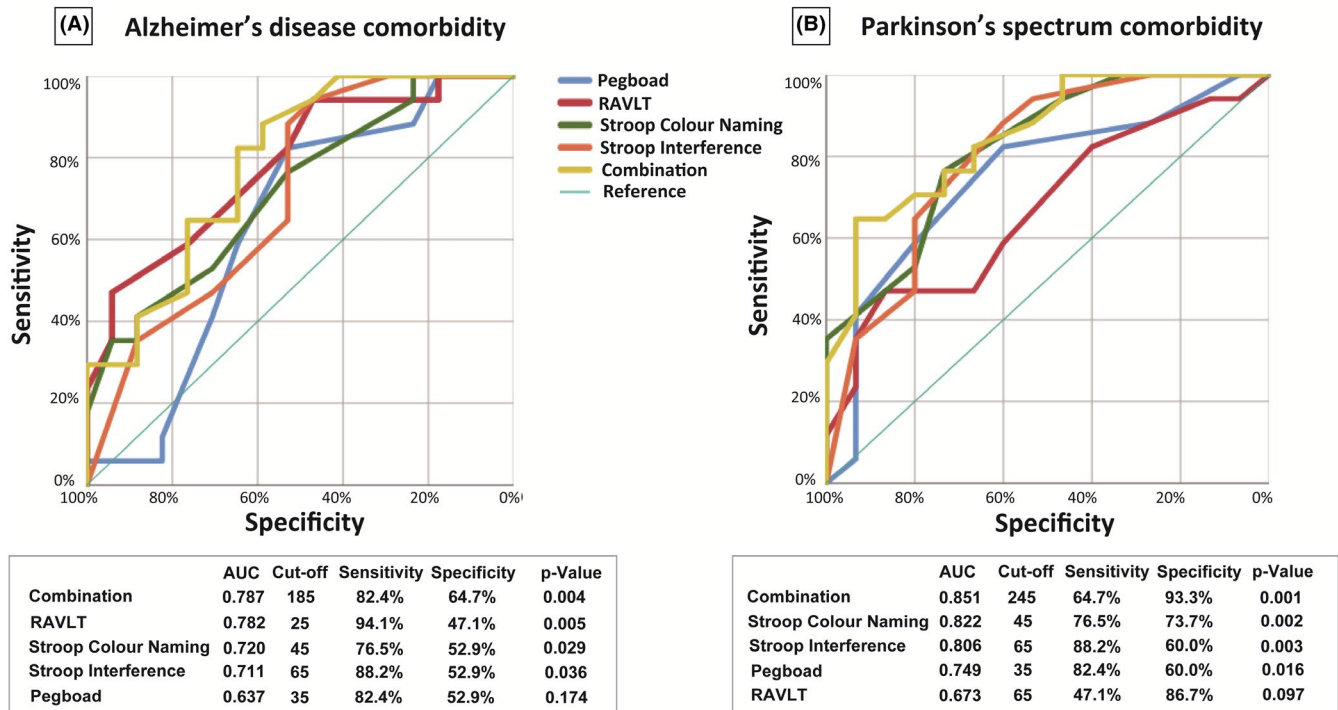 (A) Alzheimer's disease comorbidity
100%
80%
60%
40%
20%
0%
Sensitivity
100% 80% 60% 40% 20% 0%
Specificity
Pegboad
RAVLT
Stroop Colour Naming
Stroop Interference
Combination
Reference
(B) Parkinson's spectrum comorbidity
100%
80%
60%
40%
20%
0%
Sensitivity
100% 80% 60% 40% 20% 0%
Specificity
AUC Cut-off Sensitivity Specificity p-Value
Combination 0.787 185 82.4% 64.7% 0.004
RAVLT 0.782 25 94.1% 47.1% 0.005
Stroop Colour Naming 0.720 45 76.5% 52.9% 0.029
Stroop Interference 0.711 65 88.2% 52.9% 0.036
Pegboad 0.637 35 82.4% 52.9% 0.174
AUC Cut-off Sensitivity Specificity p-Value
Combination 0.851 245 64.7% 93.3% 0.001
Stroop Colour Naming 0.822 45 76.5% 73.7% 0.002
Stroop Interference 0.806 65 88.2% 60.0% 0.003
Pegboad 0.749 35 82.4% 60.0% 0.016
RAVLT 0.673 65 47.1% 86.7% 0.097